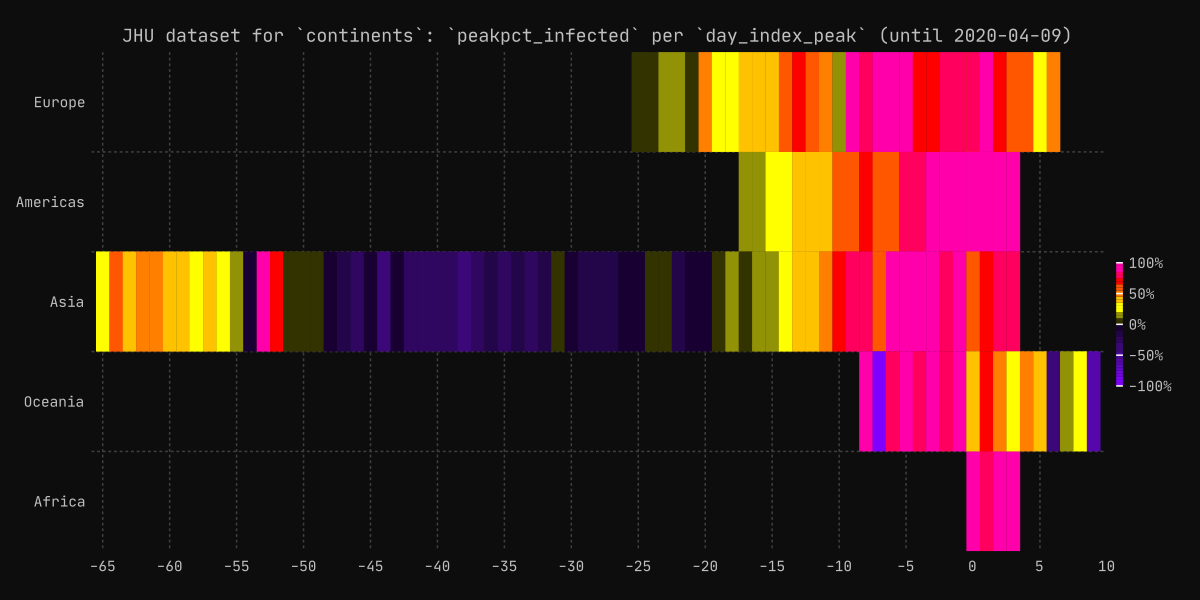 JHU dataset for `continents`: `peakpct_infected` per `day_index_peak` (until 2020-04-09)
Europe
Americas
Asia
Oceania
Africa
100%
50%
0%
-50%
-100%
-65 -60 -55 -50 -45 -40 -35 -30 -25 -20 -15 -10 -5 0 5 10